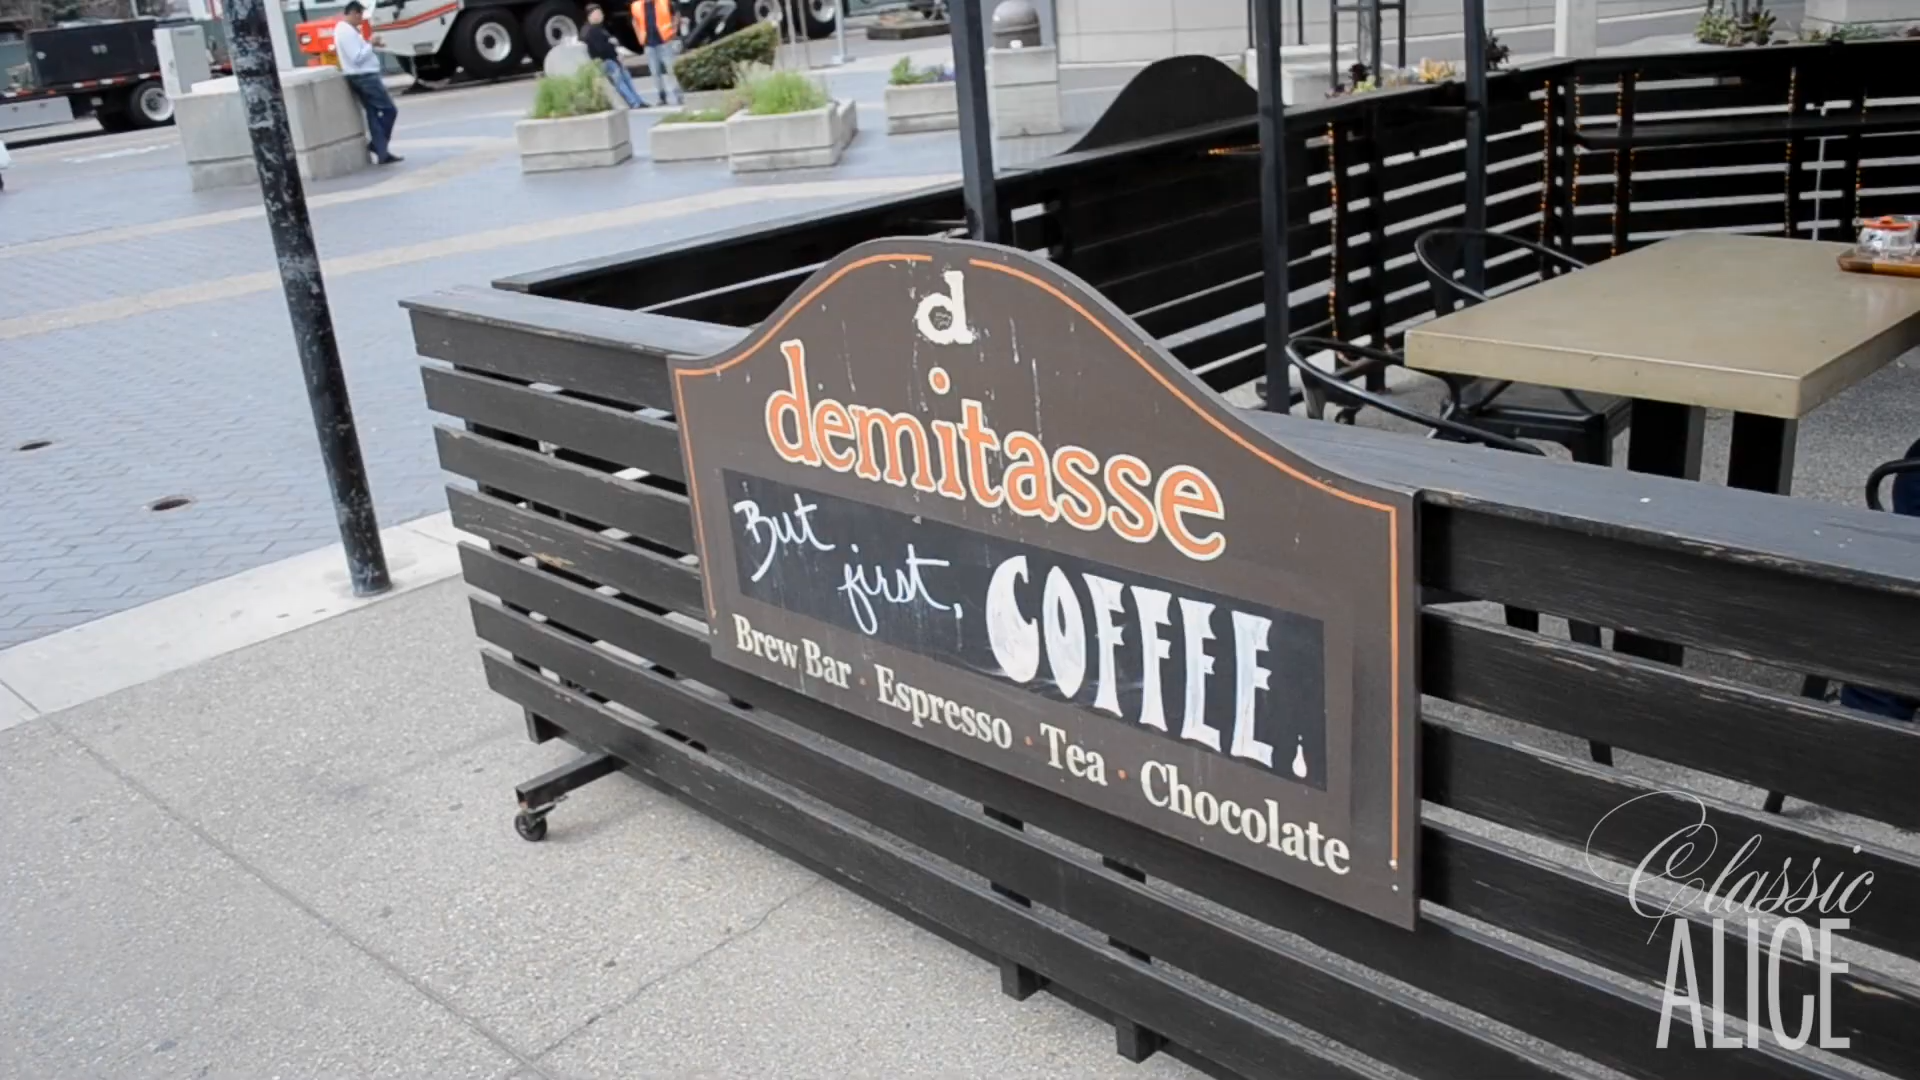 d
demitasse
But first, COFFEE.
Brew Bar · Espresso · Tea · Chocolate
Classic
ALICE